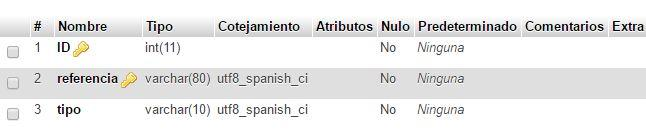 # Nombre Tipo Cotejamiento Atributos Nulo Predeterminado Comentarios Extra
1 ID int(11) No Ninguna
2 referencia varchar(80) utf8_spanish_ci No Ninguna
3 tipo varchar(10) utf8_spanish_ci No Ninguna